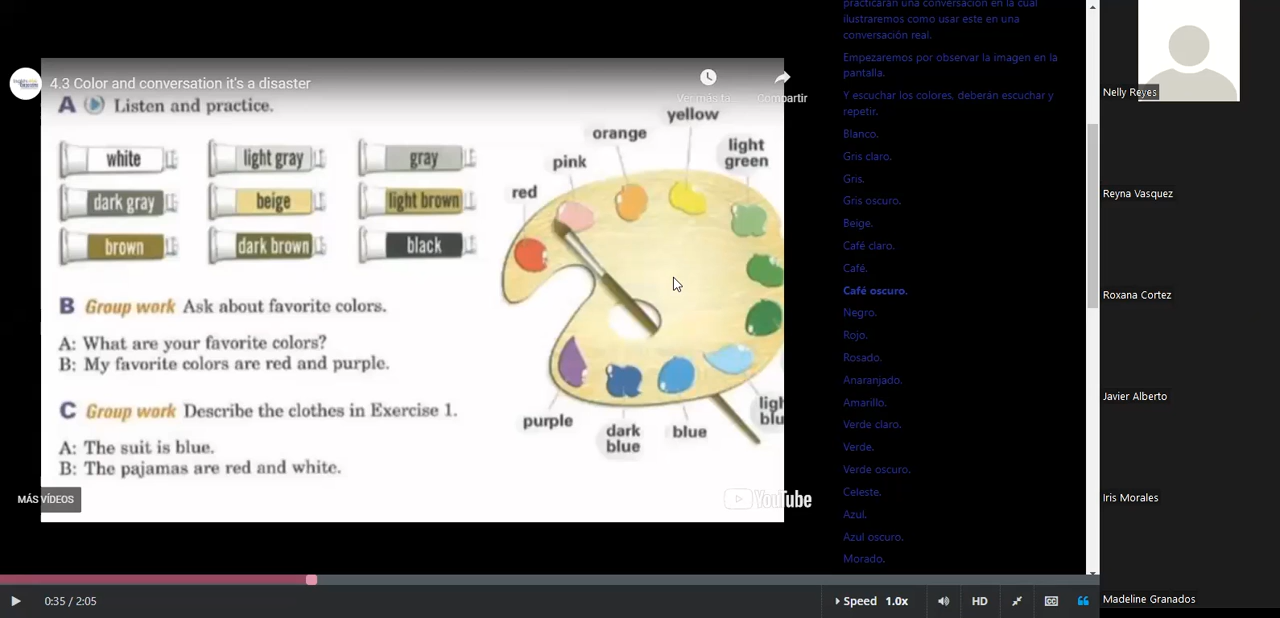 4.3 Color and conversation it's a disaster
Ver más ta
Compartir
A Listen and practice.
white light gray gray
dark gray beige light brown
brown dark brown black
red
pink
orange
yellow
light
green
purple
dark
blue
blue
ligh
blu
B Group work Ask about favorite colors.
A: What are your favorite colors?
B: My favorite colors are red and purple.
C Group work Describe the clothes in Exercise 1.
A: The suit is blue.
B: The pajamas are red and white.
MÁS VÍDEOS
YouTube
practicarán una conversación en la cual
ilustraremos como usar este en una
conversación real.
Empezaremos por observar la imagen en la
pantalla.
Y escuchar los colores, deberán escuchar y
repetir.
Blanco.
Gris claro.
Gris.
Gris oscuro.
Beige.
Café claro.
Café.
Café oscuro.
Negro.
Rojo.
Rosado.
Anaranjado.
Amarillo.
Verde claro.
Verde.
Verde oscuro.
Celeste.
Azul.
Azul oscuro.
Morado.
0:35 / 2:05
Speed 1.0x
HD
CC
Nelly Reyes
Reyna Vasquez
Roxana Cortez
Javier Alberto
Iris Morales
Madeline Granados